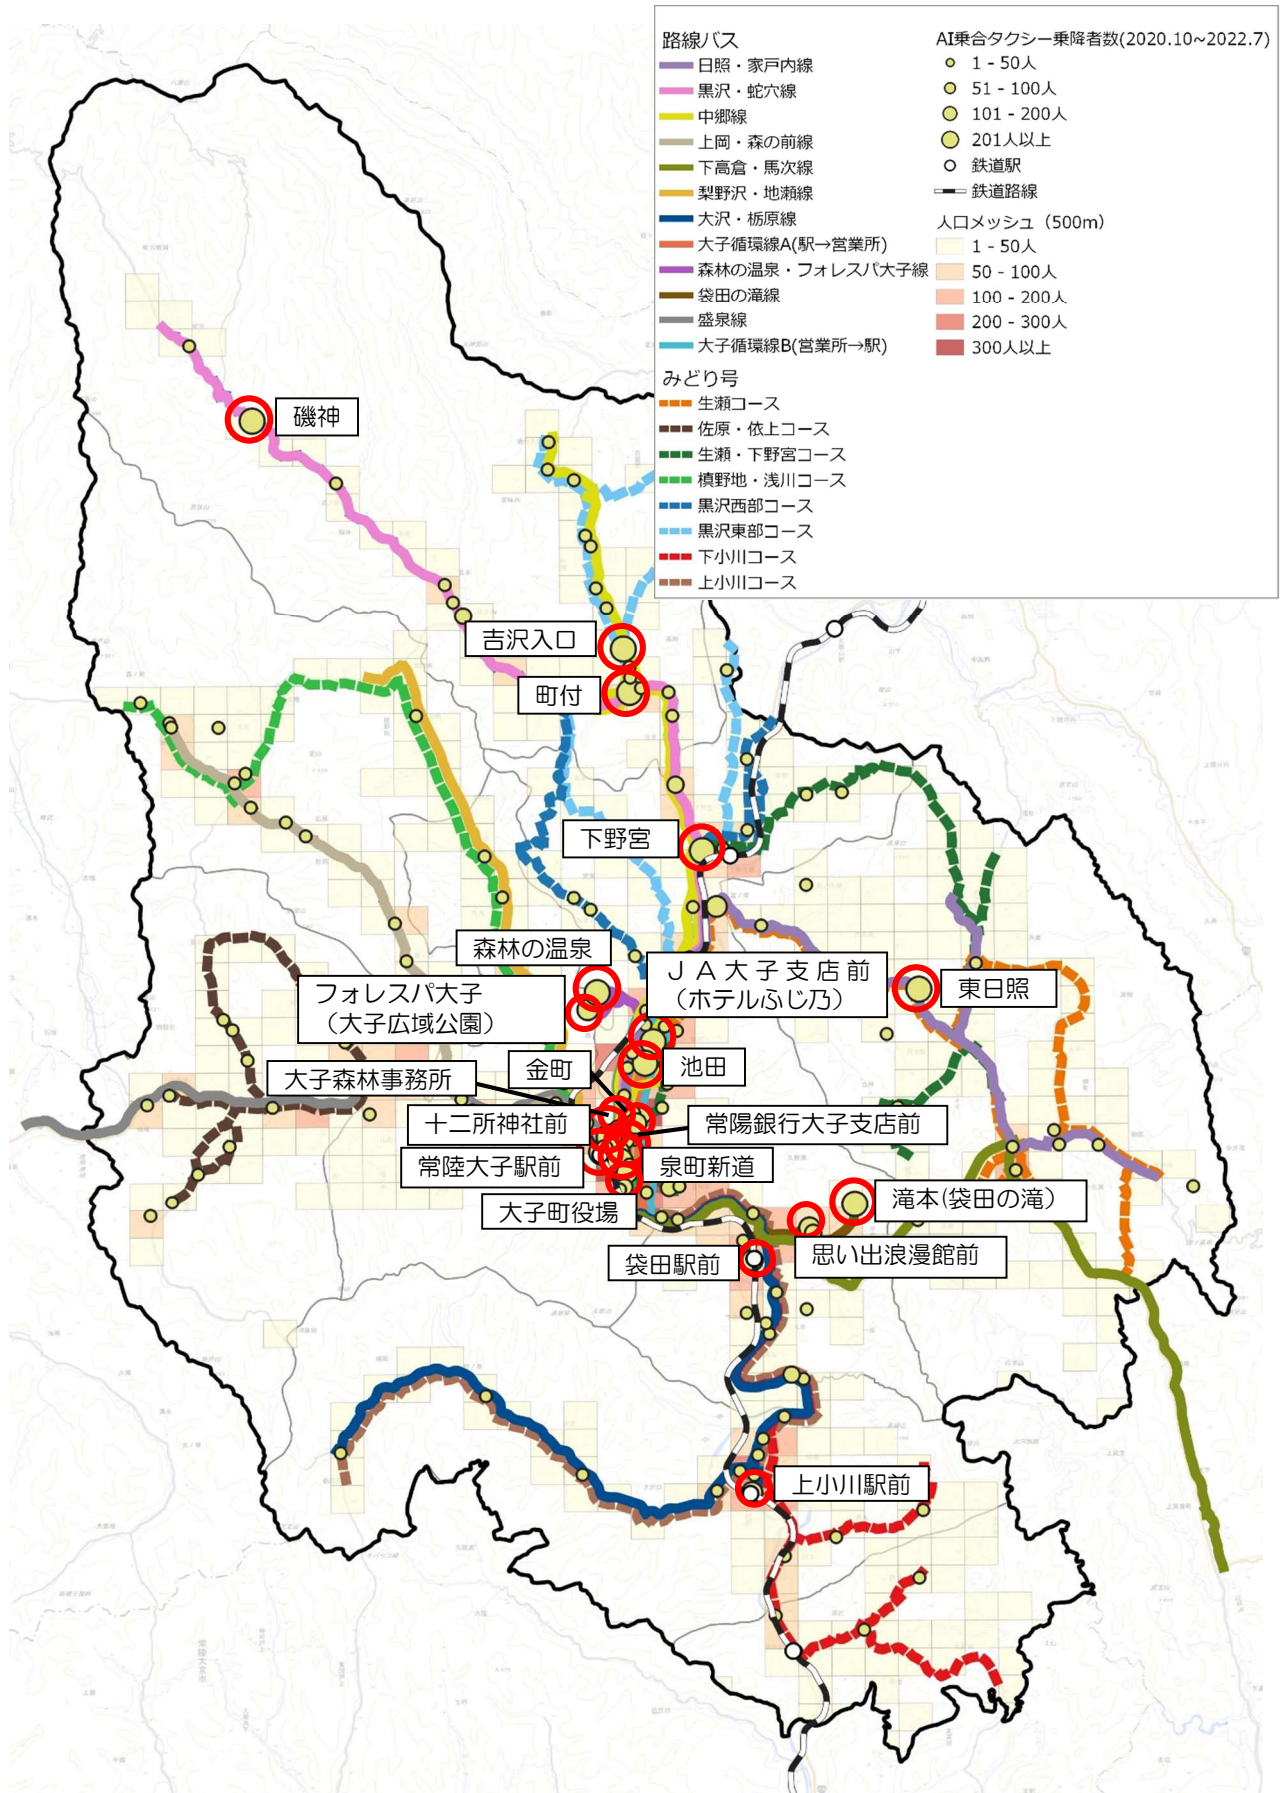 路線バス
日照・家戸内線
黒沢・蛇穴線
中郷線
上岡・森の前線
下高倉・馬次線
梨野沢・地瀬線
大沢・栃原線
大子循環線A(駅→営業所)
森林の温泉・フォレスパ大子線
袋田の滝線
盛泉線
大子循環線B(営業所→駅)
みどり号
生瀬コース
佐原・依上コース
生瀬・下野宮コース
槙野地・浅川コース
黒沢西部コース
黒沢東部コース
下小川コース
上小川コース
AI乗合タクシー乗降者数(2020.10~2022.7)
1 - 50人
51 - 100人
101 - 200人
201人以上
鉄道駅
鉄道路線
人口メッシュ（500m）
1 - 50人
50 - 100人
100 - 200人
200 - 300人
300人以上
磯神
吉沢入口
町付
下野宮
森林の温泉
ＪＡ大子支店前
（ホテルふじ乃）
東日照
フォレスパ大子
（大子広域公園）
金町
池田
大子森林事務所
十二所神社前
常陽銀行大子支店前
常陸大子駅前
泉町新道
大子町役場
滝本(袋田の滝）
思い出浪漫館前
袋田駅前
上小川駅前